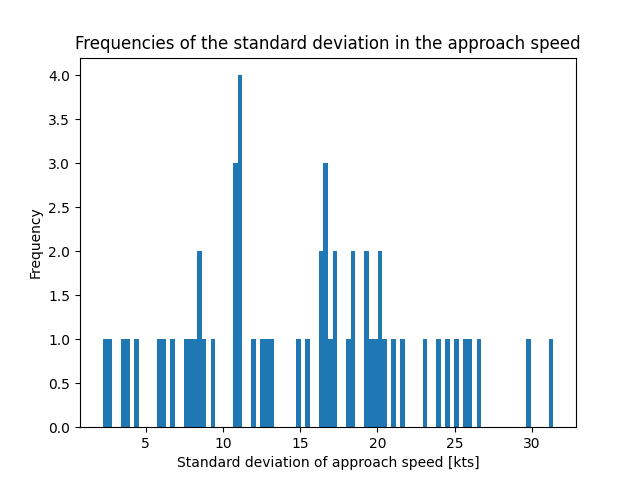 Frequencies of the standard deviation in the approach speed
4.0
3.5
3.0
2.5
2.0
1.5
1.0
0.5
0.0
Frequency
5 10 15 20 25 30
Standard deviation of approach speed [kts]